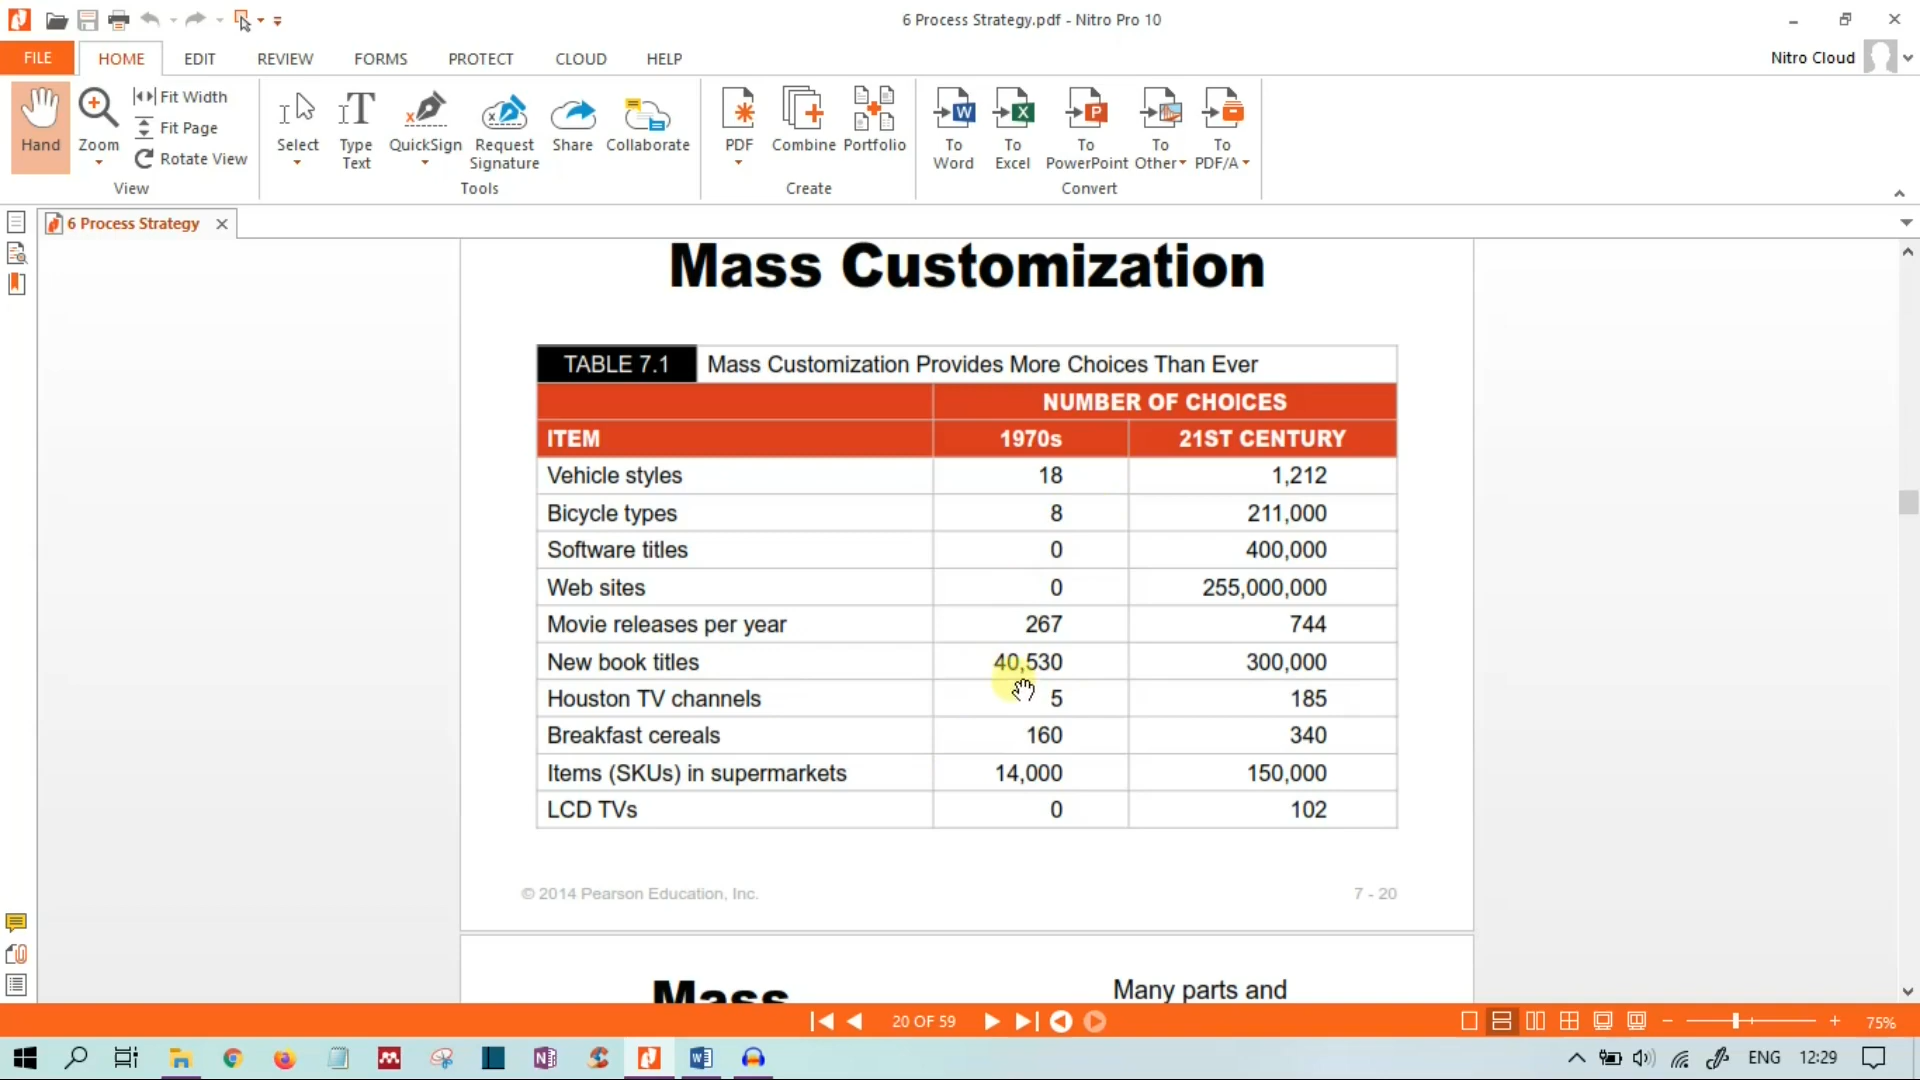 6 Process Strategy.pdf - Nitro Pro 10
FILE HOME EDIT REVIEW FORMS PROTECT CLOUD HELP Nitro Cloud
Hand
Zoom
Fit Width
Fit Page
Rotate View
View
Select
Type Text
QuickSign
Request Signature
Share
Collaborate
Tools
PDF
Combine
Portfolio
Create
To Word
To Excel
To PowerPoint
To Other
To PDF/A
Convert
6 Process Strategy
Mass Customization
TABLE 7.1 Mass Customization Provides More Choices Than Ever
NUMBER OF CHOICES
ITEM 1970s 21ST CENTURY
Vehicle styles 18 1,212
Bicycle types 8 211,000
Software titles 0 400,000
Web sites 0 255,000,000
Movie releases per year 267 744
New book titles 40,530 300,000
Houston TV channels 5 185
Breakfast cereals 160 340
Items (SKUs) in supermarkets 14,000 150,000
LCD TVs 0 102
© 2014 Pearson Education, Inc. 7 - 20
Mass Many parts and
20 OF 59 75%
ENG 12:29